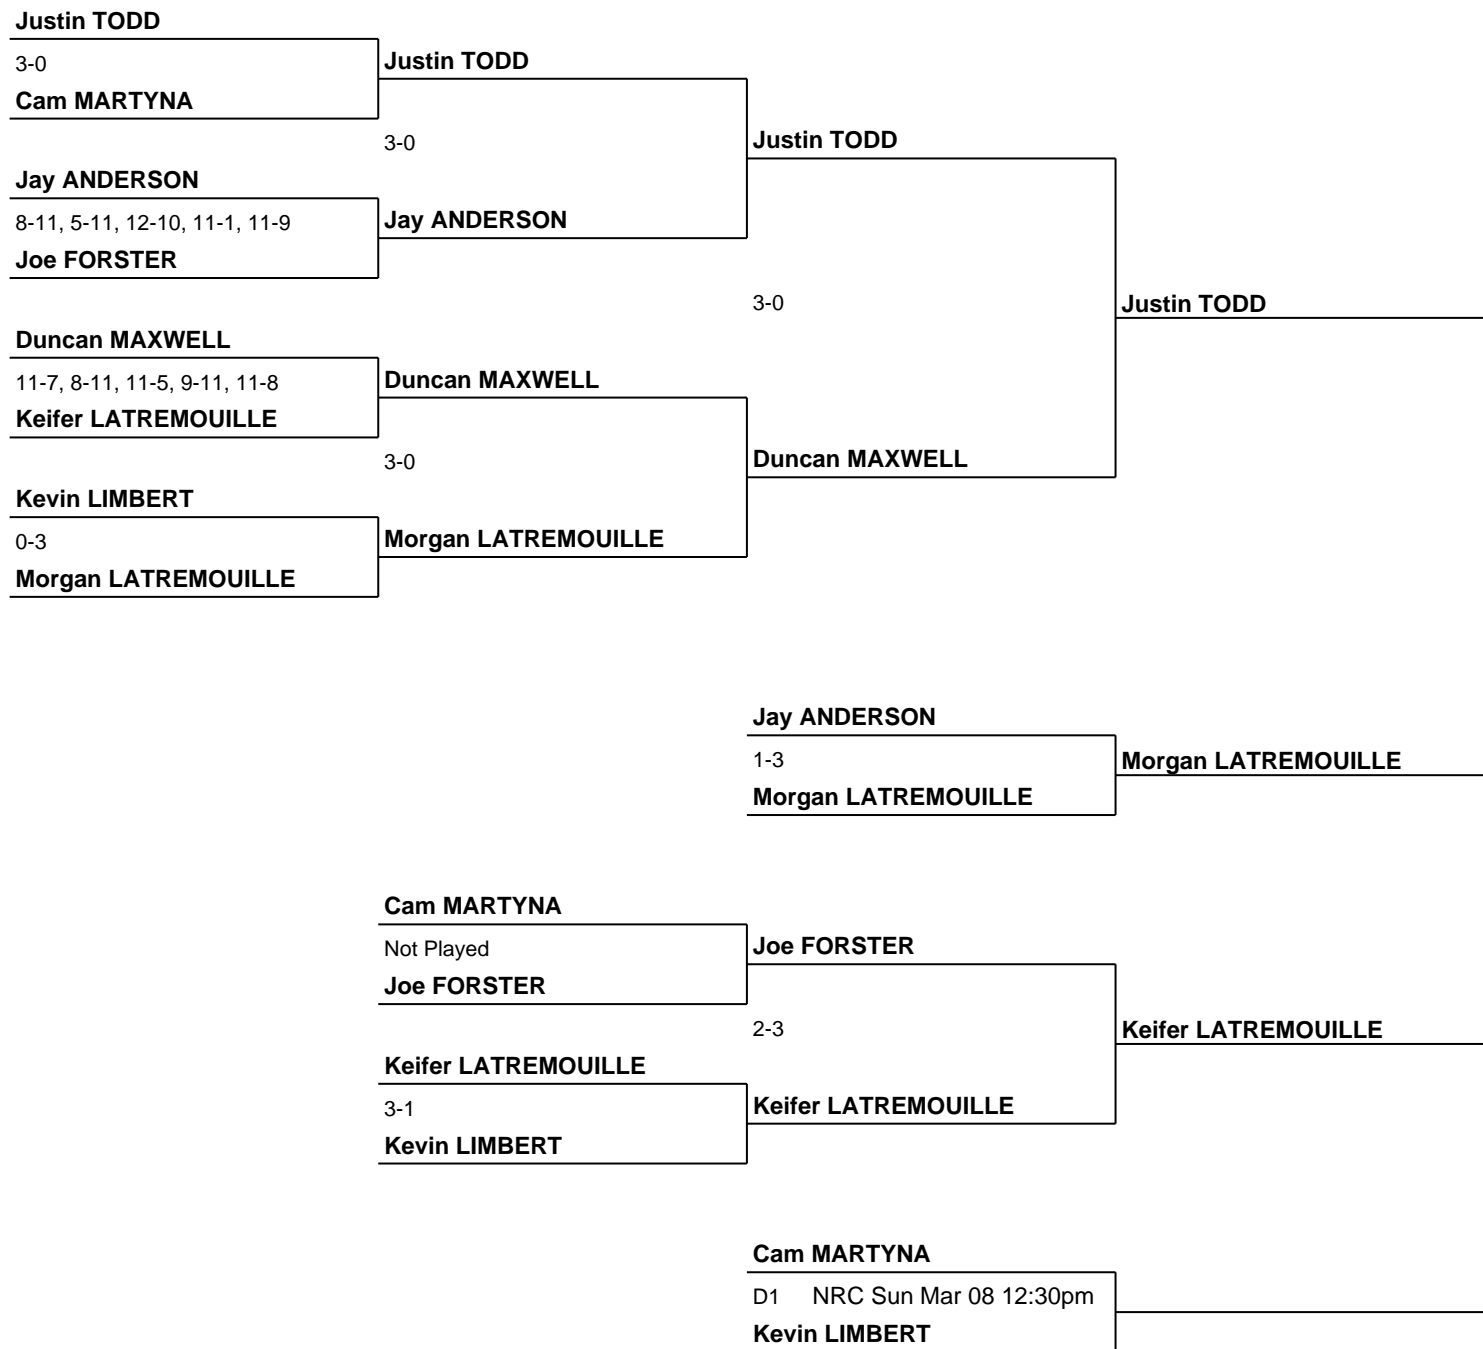 Justin TODD
3-0
Justin TODD
Cam MARTYNA
3-0
Justin TODD
Jay ANDERSON
8-11, 5-11, 12-10, 11-1, 11-9
Jay ANDERSON
Joe FORSTER
3-0
Justin TODD
Duncan MAXWELL
11-7, 8-11, 11-5, 9-11, 11-8
Duncan MAXWELL
Keifer LATREMOUILLE
3-0
Duncan MAXWELL
Kevin LIMBERT
0-3
Morgan LATREMOUILLE
Morgan LATREMOUILLE
Jay ANDERSON
1-3
Morgan LATREMOUILLE
Morgan LATREMOUILLE
Cam MARTYNA
Not Played
Joe FORSTER
Joe FORSTER
2-3
Keifer LATREMOUILLE
Keifer LATREMOUILLE
3-1
Keifer LATREMOUILLE
Kevin LIMBERT
Cam MARTYNA
D1 NRC Sun Mar 08 12:30pm
Kevin LIMBERT